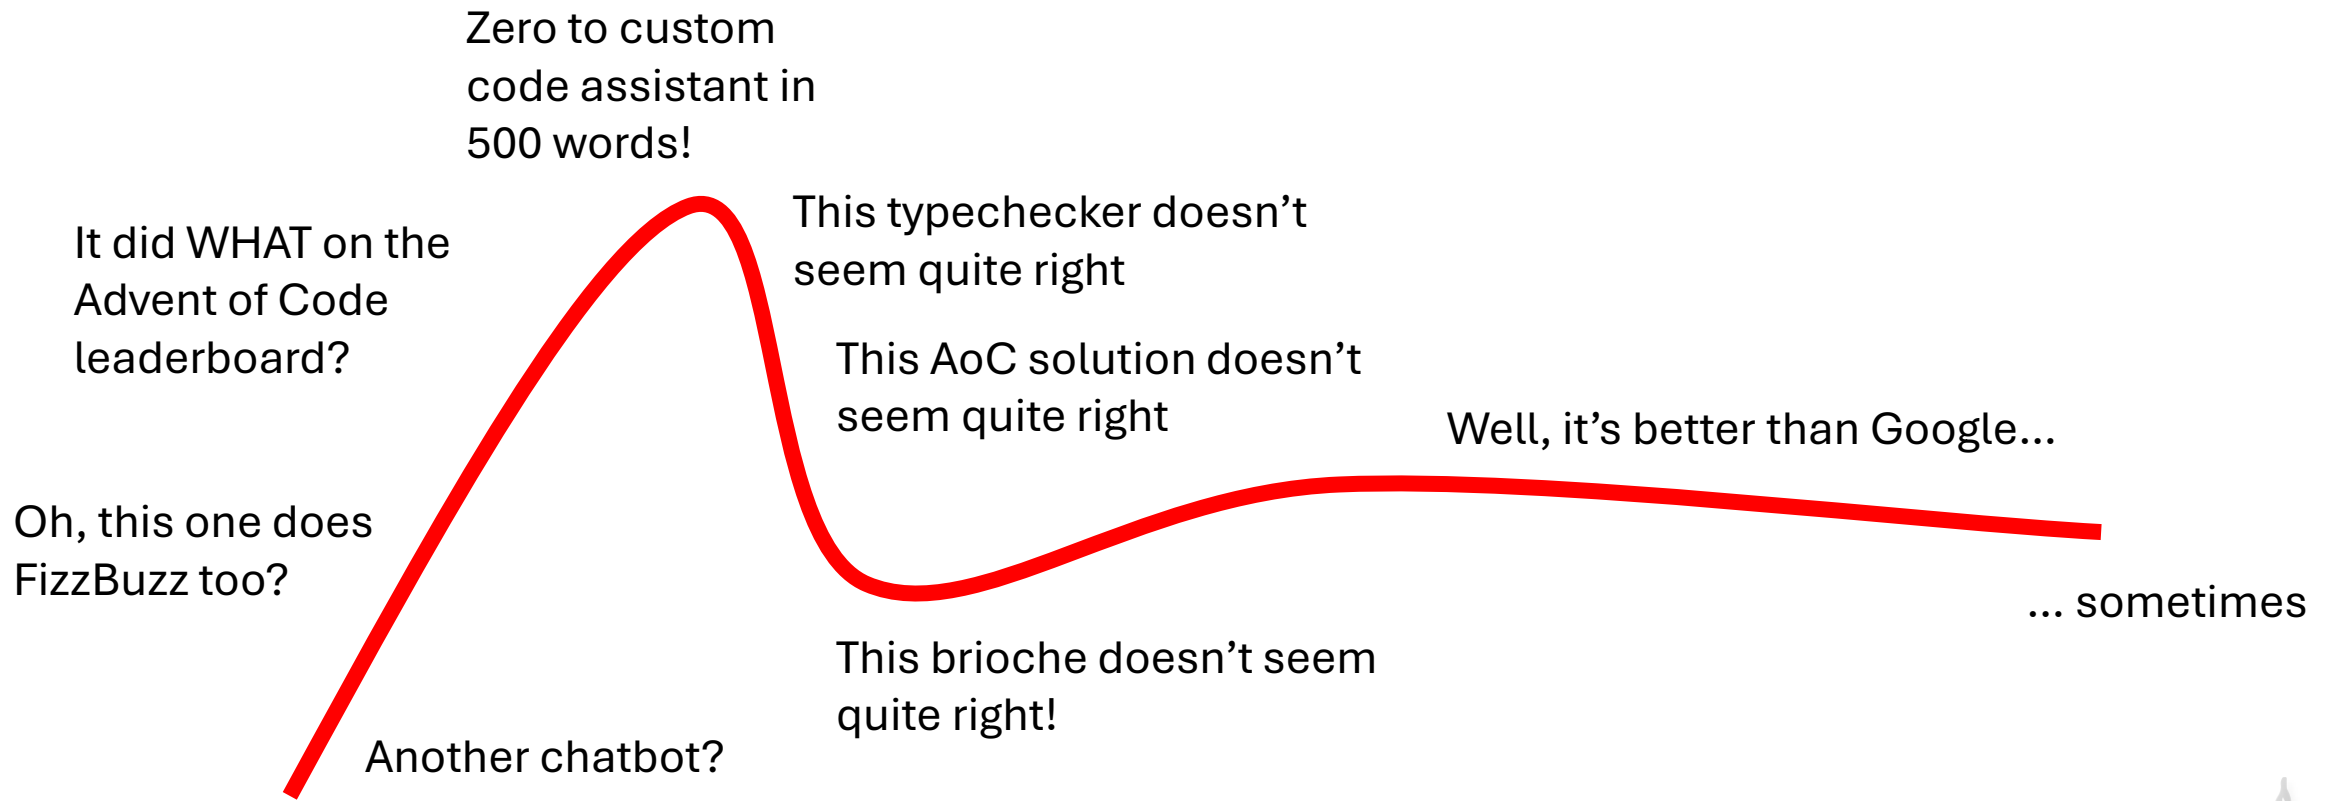 Zero to custom
code assistant in
500 words!
It did WHAT on the
Advent of Code
leaderboard?
This typechecker doesn’t
seem quite right
This AoC solution doesn’t
seem quite right
Well, it’s better than Google…
Oh, this one does
FizzBuzz too?
… sometimes
This brioche doesn’t seem
quite right!
Another chatbot?